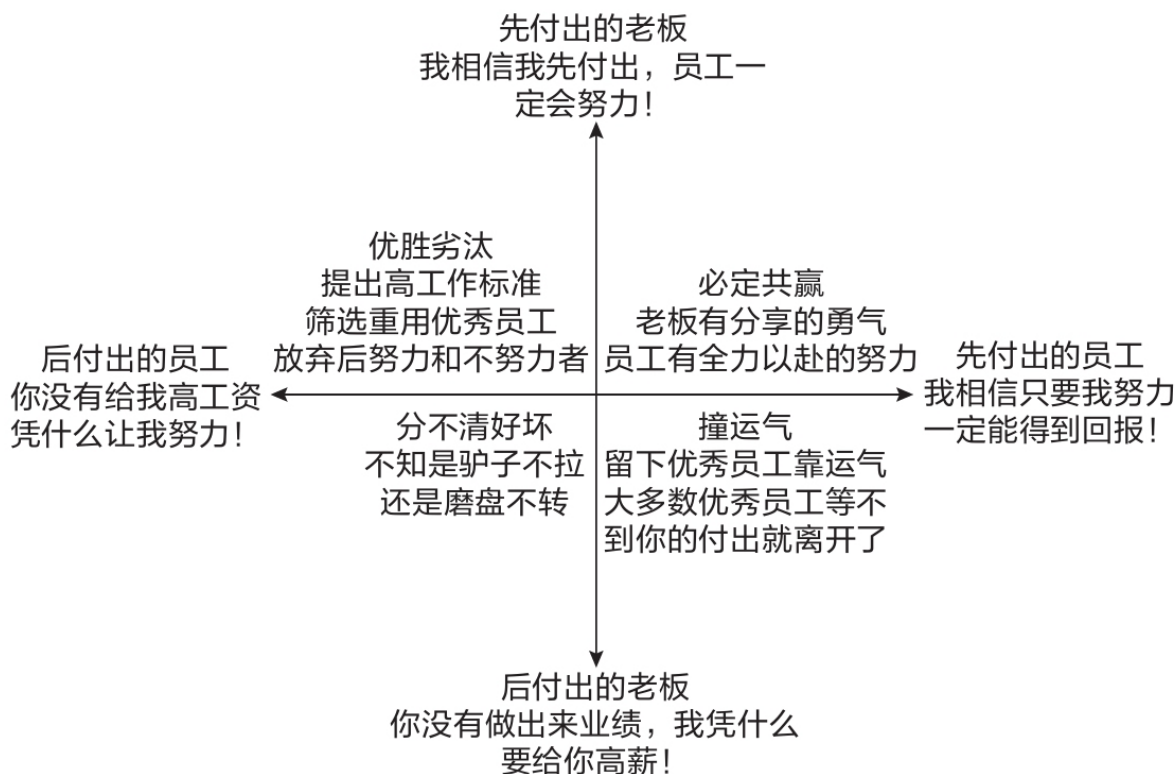 先付出的老板
我相信我先付出，员工一
定会努力！
优胜劣汰
提出高工作标准
筛选重用优秀员工
放弃后努力和不努力者
必定共赢
老板有分享的勇气
员工有全力以赴的努力
后付出的员工
你没有给我高工资
凭什么让我努力！
先付出的员工
我相信只要我努力
一定能得到回报！
分不清好坏
不知是驴子不拉
还是磨盘不转
撞运气
留下优秀员工靠运气
大多数优秀员工等不
到你的付出就离开了
后付出的老板
你没有做出来业绩，我凭什么
要给你高薪！